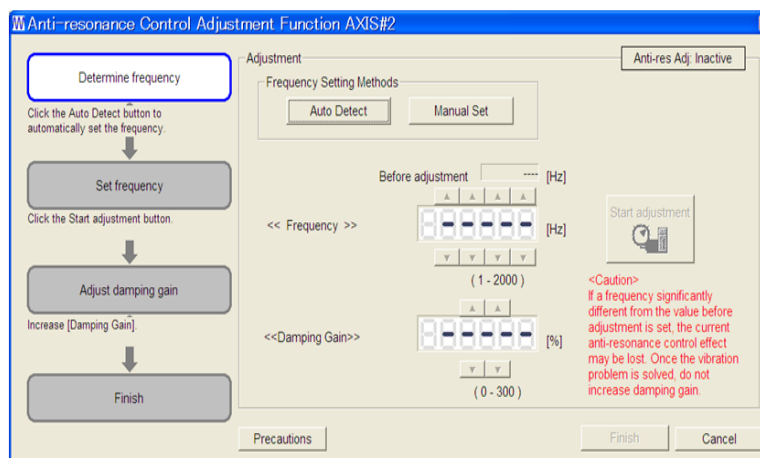 Anti-resonance Control Adjustment Function AXIS#2
Determine frequency
Click the Auto Detect button to
automatically set the frequency.
Set frequency
Click the Start adjustment button.
Adjust damping gain
Increase [Damping Gain].
Finish
Adjustment
Anti-res Adj: Inactive
Frequency Setting Methods
Auto Detect
Manual Set
Before adjustment ---- [Hz]
<< Frequency >> ----- [Hz]
( 1 - 2000 )
Start adjustment
<<Damping Gain>> ----- [%]
( 0 - 300 )
<Caution>
If a frequency significantly
different from the value before
adjustment is set, the current
anti-resonance control effect
may be lost. Once the vibration
problem is solved, do not
increase damping gain.
Precautions
Finish
Cancel